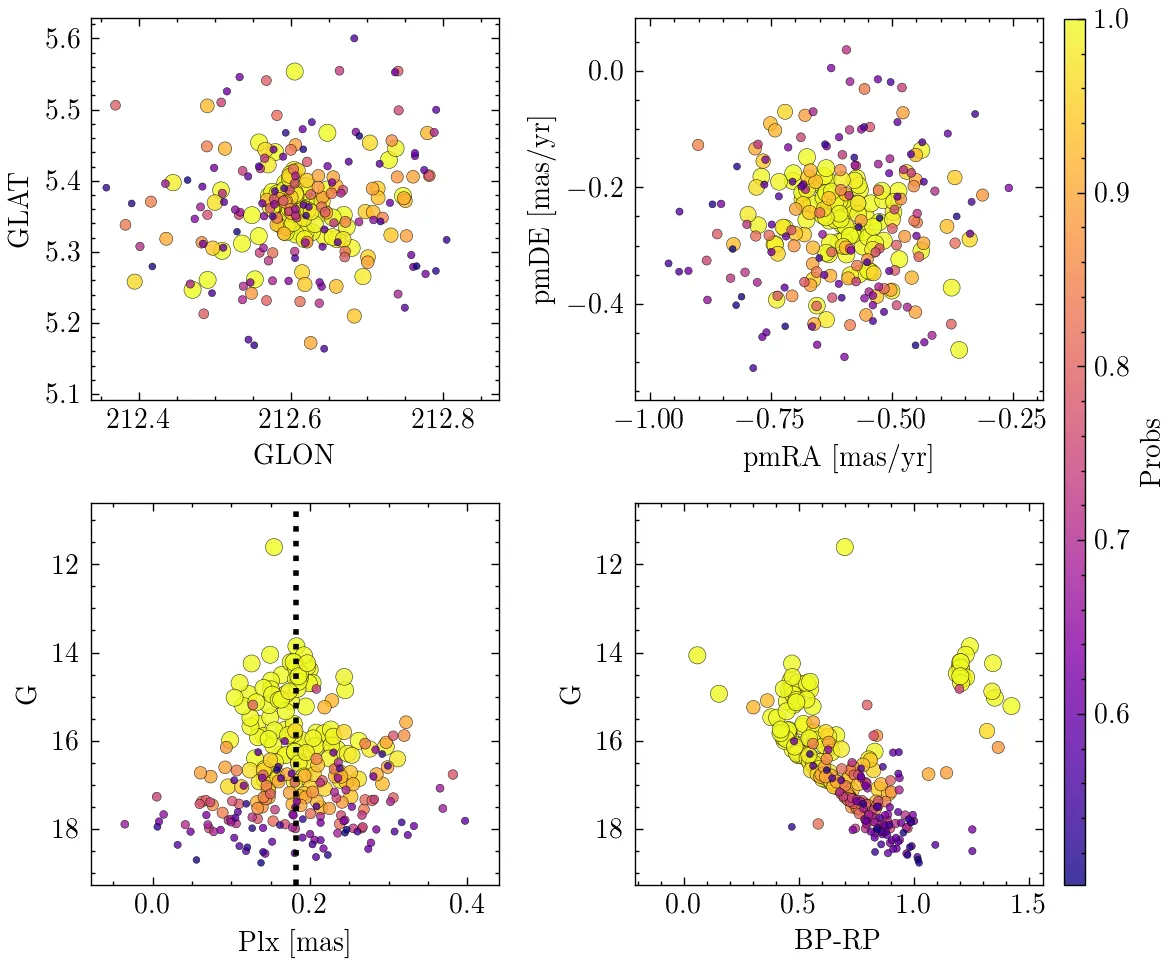 5.6
5.5
5.4
5.3
5.2
5.1
GLAT
212.4 212.6 212.8
GLON
0.0
−0.2
−0.4
pmDE [mas/yr]
−1.00 −0.75 −0.50 −0.25
pmRA [mas/yr]
12
14
16
18
G
0.0 0.2 0.4
Plx [mas]
12
14
16
18
G
0.0 0.5 1.0 1.5
BP-RP
1.0
0.9
0.8
0.7
0.6
Probs